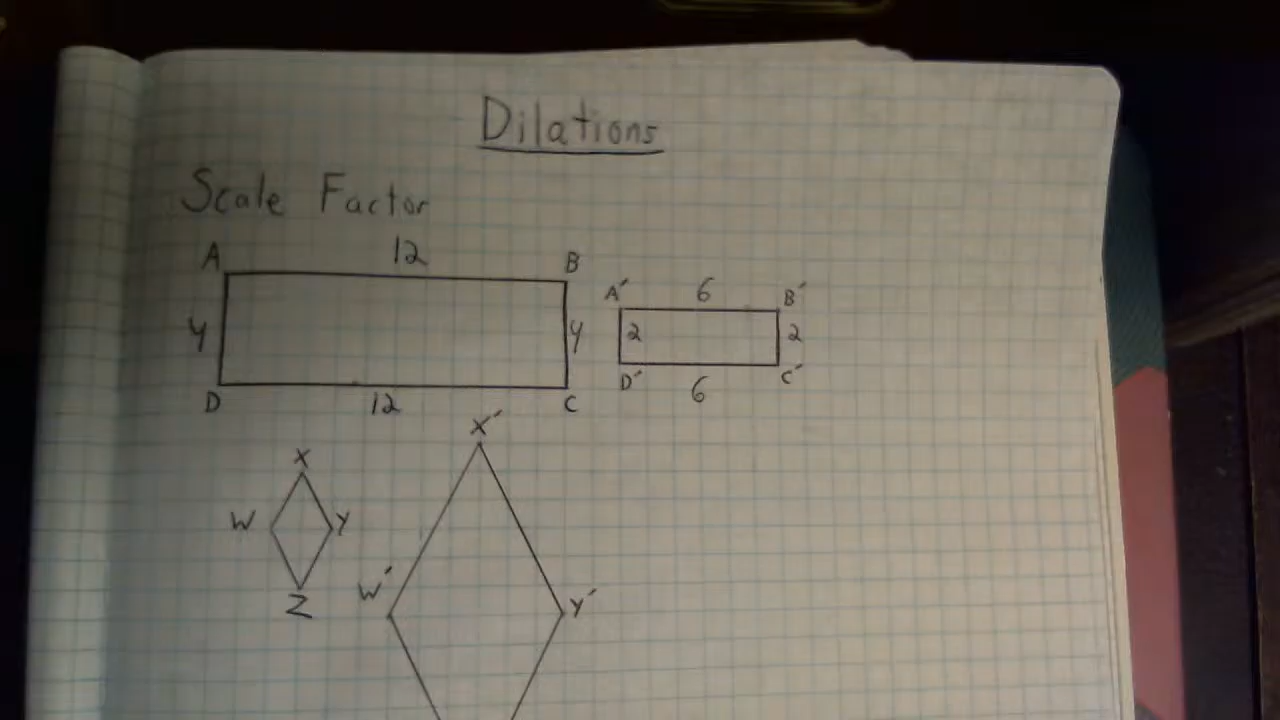 Dilations
Scale Factor
A 12 B
4 4
D 12 C
A′ 6 B′
2 2
D′ 6 C′
X
W Y
Z
X′
W′ Y′